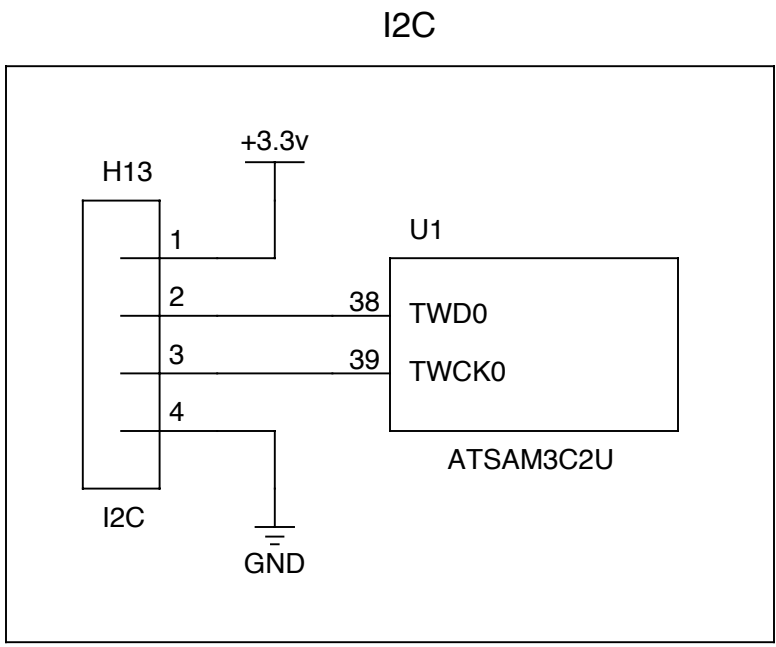 I2C
+3.3v
H13
1
U1
2
38
TWD0
3
39
TWCK0
4
ATSAM3C2U
I2C
GND